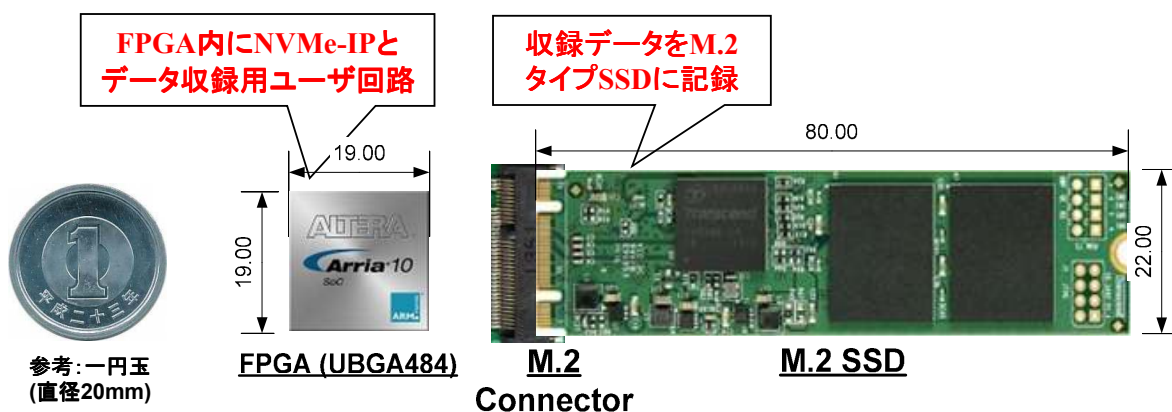 FPGA内にNVMe-IPと
データ収録用ユーザ回路
収録データをM.2
タイプSSDに記録
19.00
80.00
19.00
22.00
1
平成二十三年
ALTERA
Arria 10
SoC
ARM
参考:一円玉
(直径20mm)
FPGA (UBGA484)
M.2
Connector
M.2 SSD
Transcend